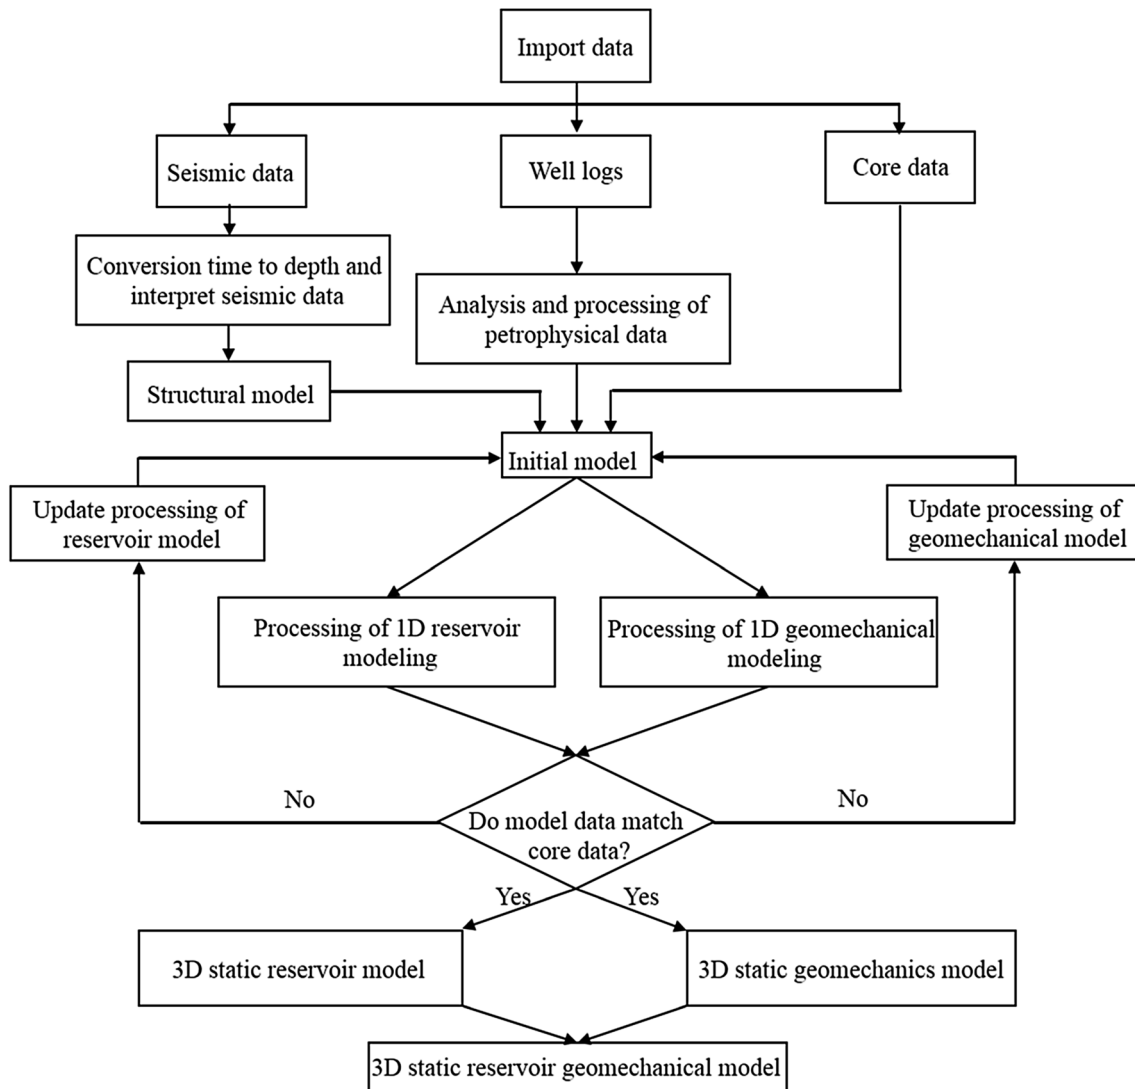 Import data
Seismic data
Well logs
Core data
Conversion time to depth and
interpret seismic data
Analysis and processing of
petrophysical data
Structural model
Initial model
Update processing of
reservoir model
Update processing of
geomechanical model
Processing of 1D reservoir
modeling
Processing of 1D geomechanical
modeling
No
No
Do model data match
core data?
Yes
Yes
3D static reservoir model
3D static geomechanics model
3D static reservoir geomechanical model